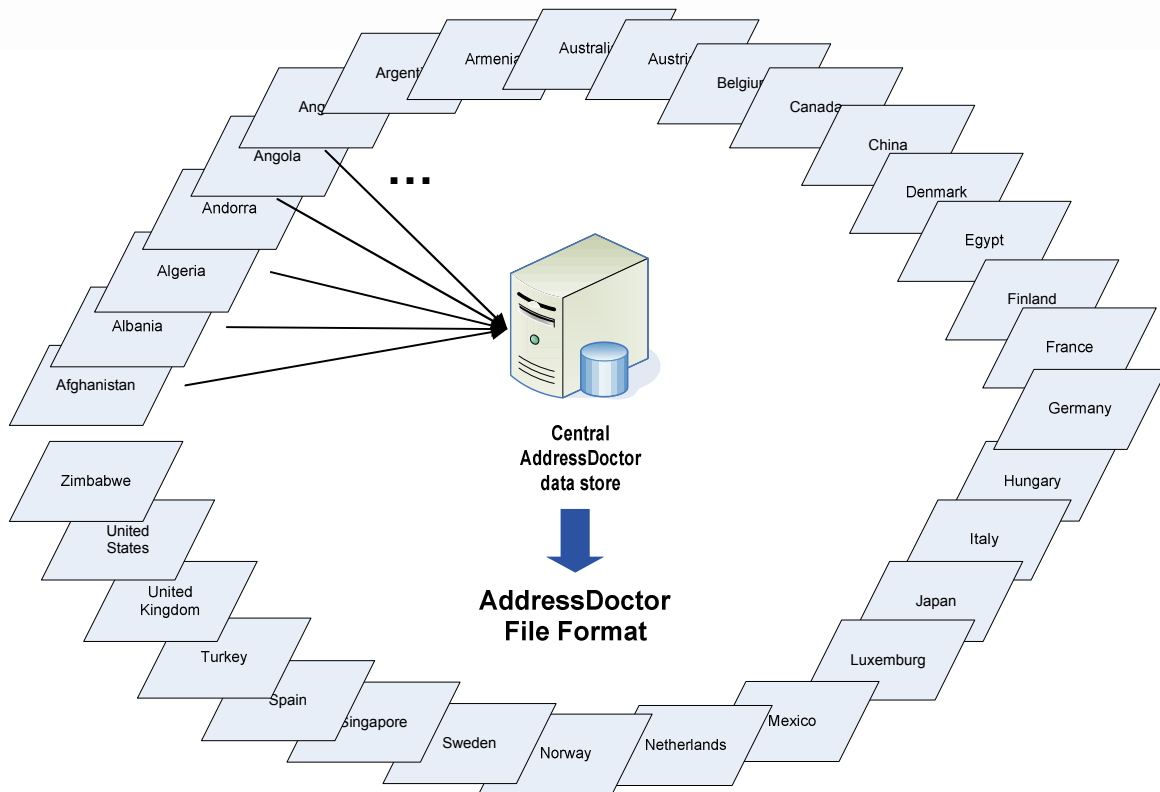 Afghanistan
Albania
Algeria
Andorra
Angola
Ang
Argenti
Armenia
Australi
Austri
Belgium
Canada
China
Denmark
Egypt
Finland
France
Germany
Hungary
Italy
Japan
Luxemburg
Mexico
Netherlands
Norway
Sweden
Singapore
Spain
Turkey
United
Kingdom
United
States
Zimbabwe
...
Central
AddressDoctor
data store
AddressDoctor
File Format